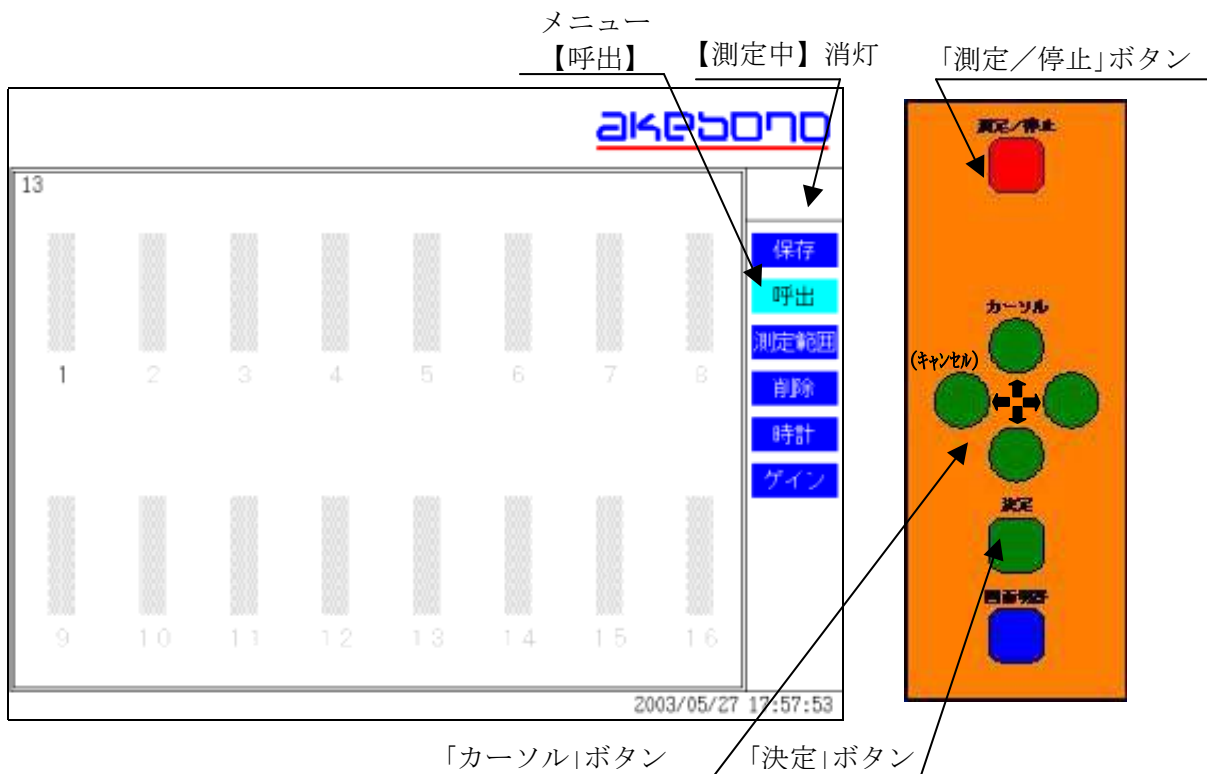 メニュー
【呼出】
【測定中】消灯
「測定／停止」ボタン
akebono
測定／停止
13
保存
呼出
測定範囲
削除
時計
ゲイン
カーソル
(キャンセル)
1 2 3 4 5 6 7 8
決定
画面明暗
9 10 11 12 13 14 15 16
2003/05/27 17:57:53
「カーソル」ボタン
「決定」ボタン